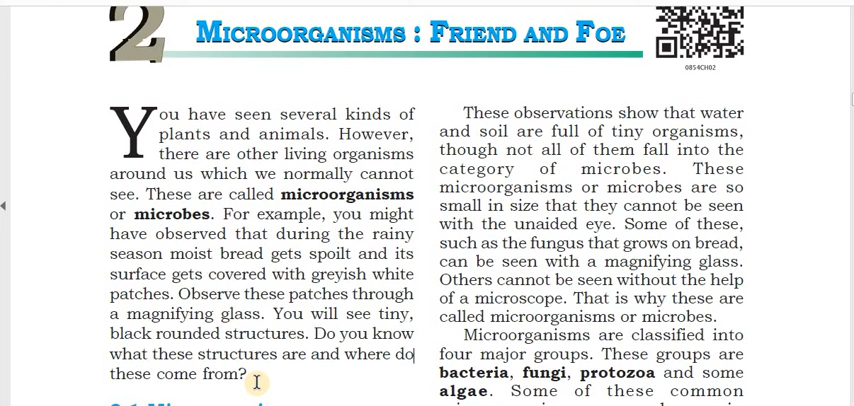 2
MICROORGANISMS : FRIEND AND FOE
0854CH02
You have seen several kinds of
plants and animals. However,
there are other living organisms
around us which we normally cannot
see. These are called microorganisms
or microbes. For example, you might
have observed that during the rainy
season moist bread gets spoilt and its
surface gets covered with greyish white
patches. Observe these patches through
a magnifying glass. You will see tiny,
black rounded structures. Do you know
what these structures are and where do
these come from?
These observations show that water
and soil are full of tiny organisms,
though not all of them fall into the
category of microbes. These
microorganisms or microbes are so
small in size that they cannot be seen
with the unaided eye. Some of these,
such as the fungus that grows on bread,
can be seen with a magnifying glass.
Others cannot be seen without the help
of a microscope. That is why these are
called microorganisms or microbes.
Microorganisms are classified into
four major groups. These groups are
bacteria, fungi, protozoa and some
algae. Some of these common